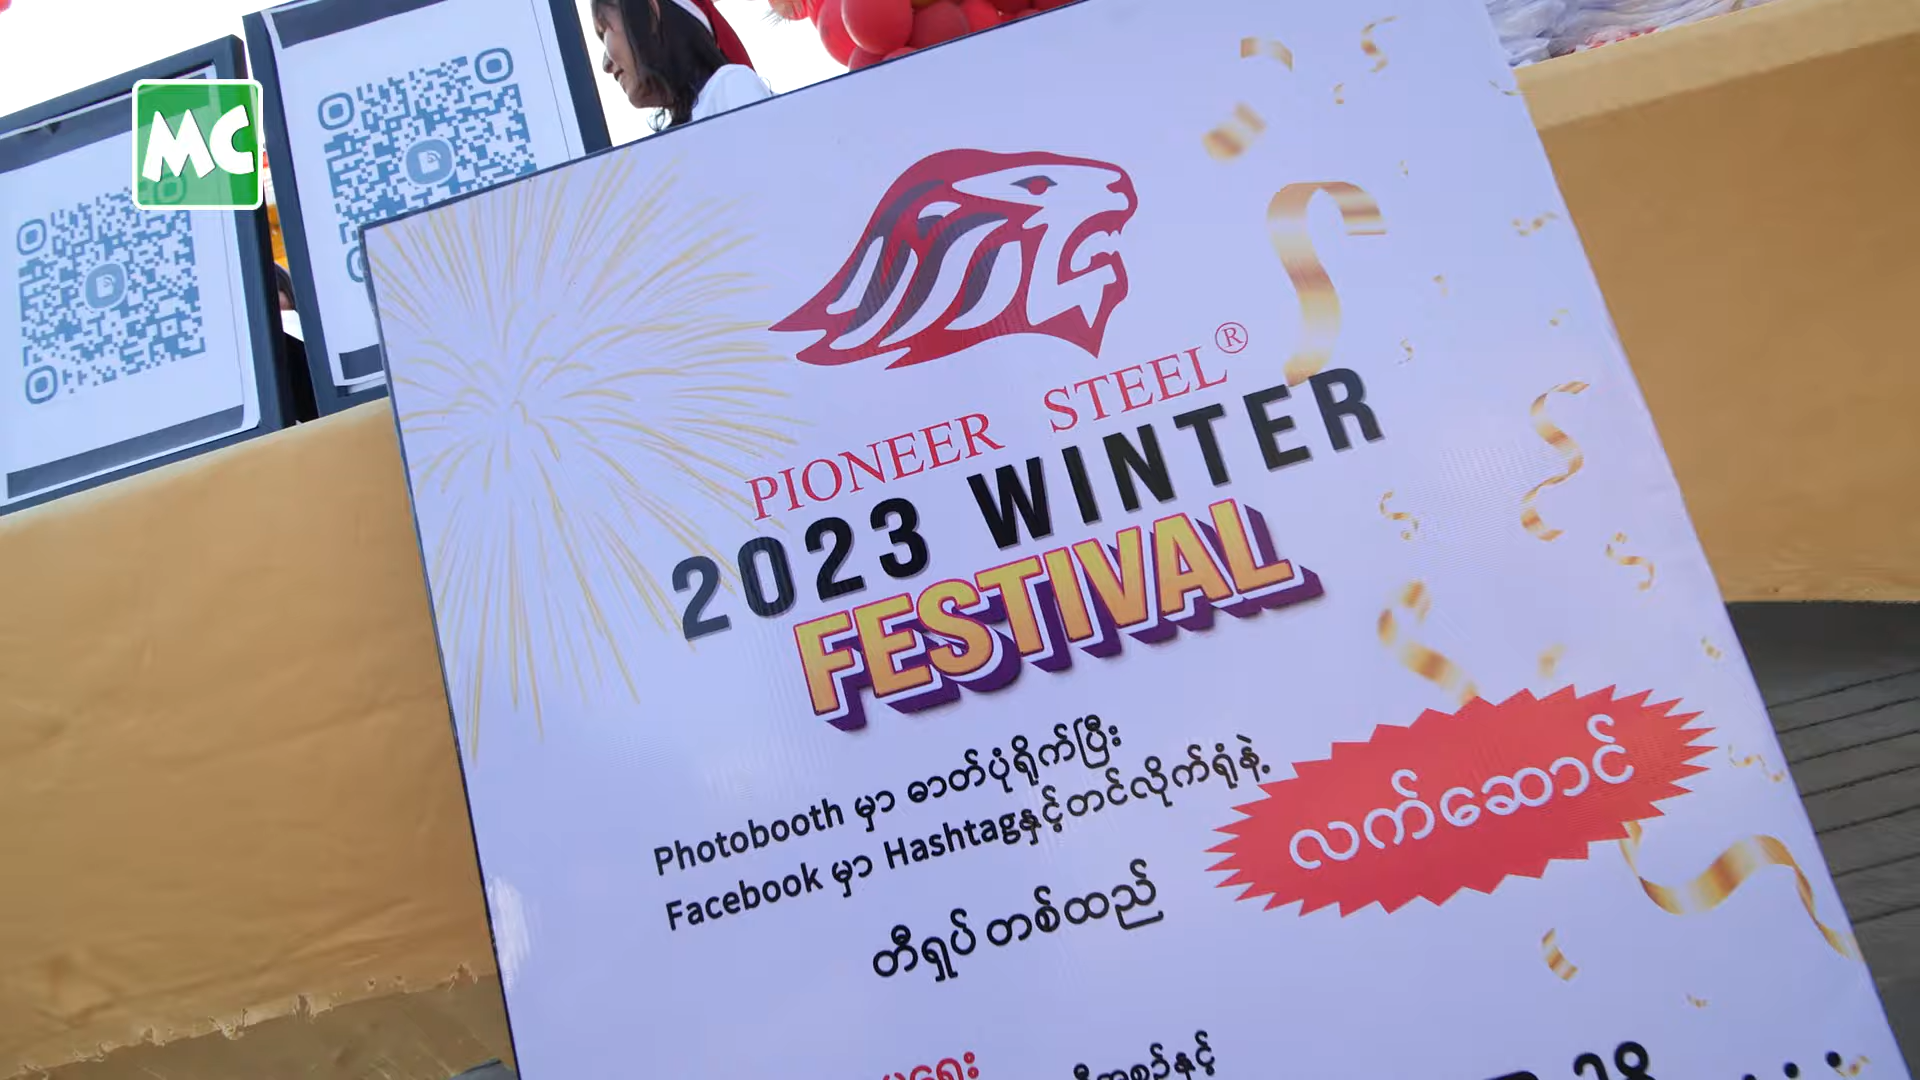 MC
PIONEER STEEL®
2023 WINTER
FESTIVAL
Photobooth မှာ ဓာတ်ပုံရိုက်ပြီး
Facebook မှာ Hashtagနှင့်တင်လိုက်ရုံနဲ့
တီရှပ် တစ်ထည်
လက်ဆောင်